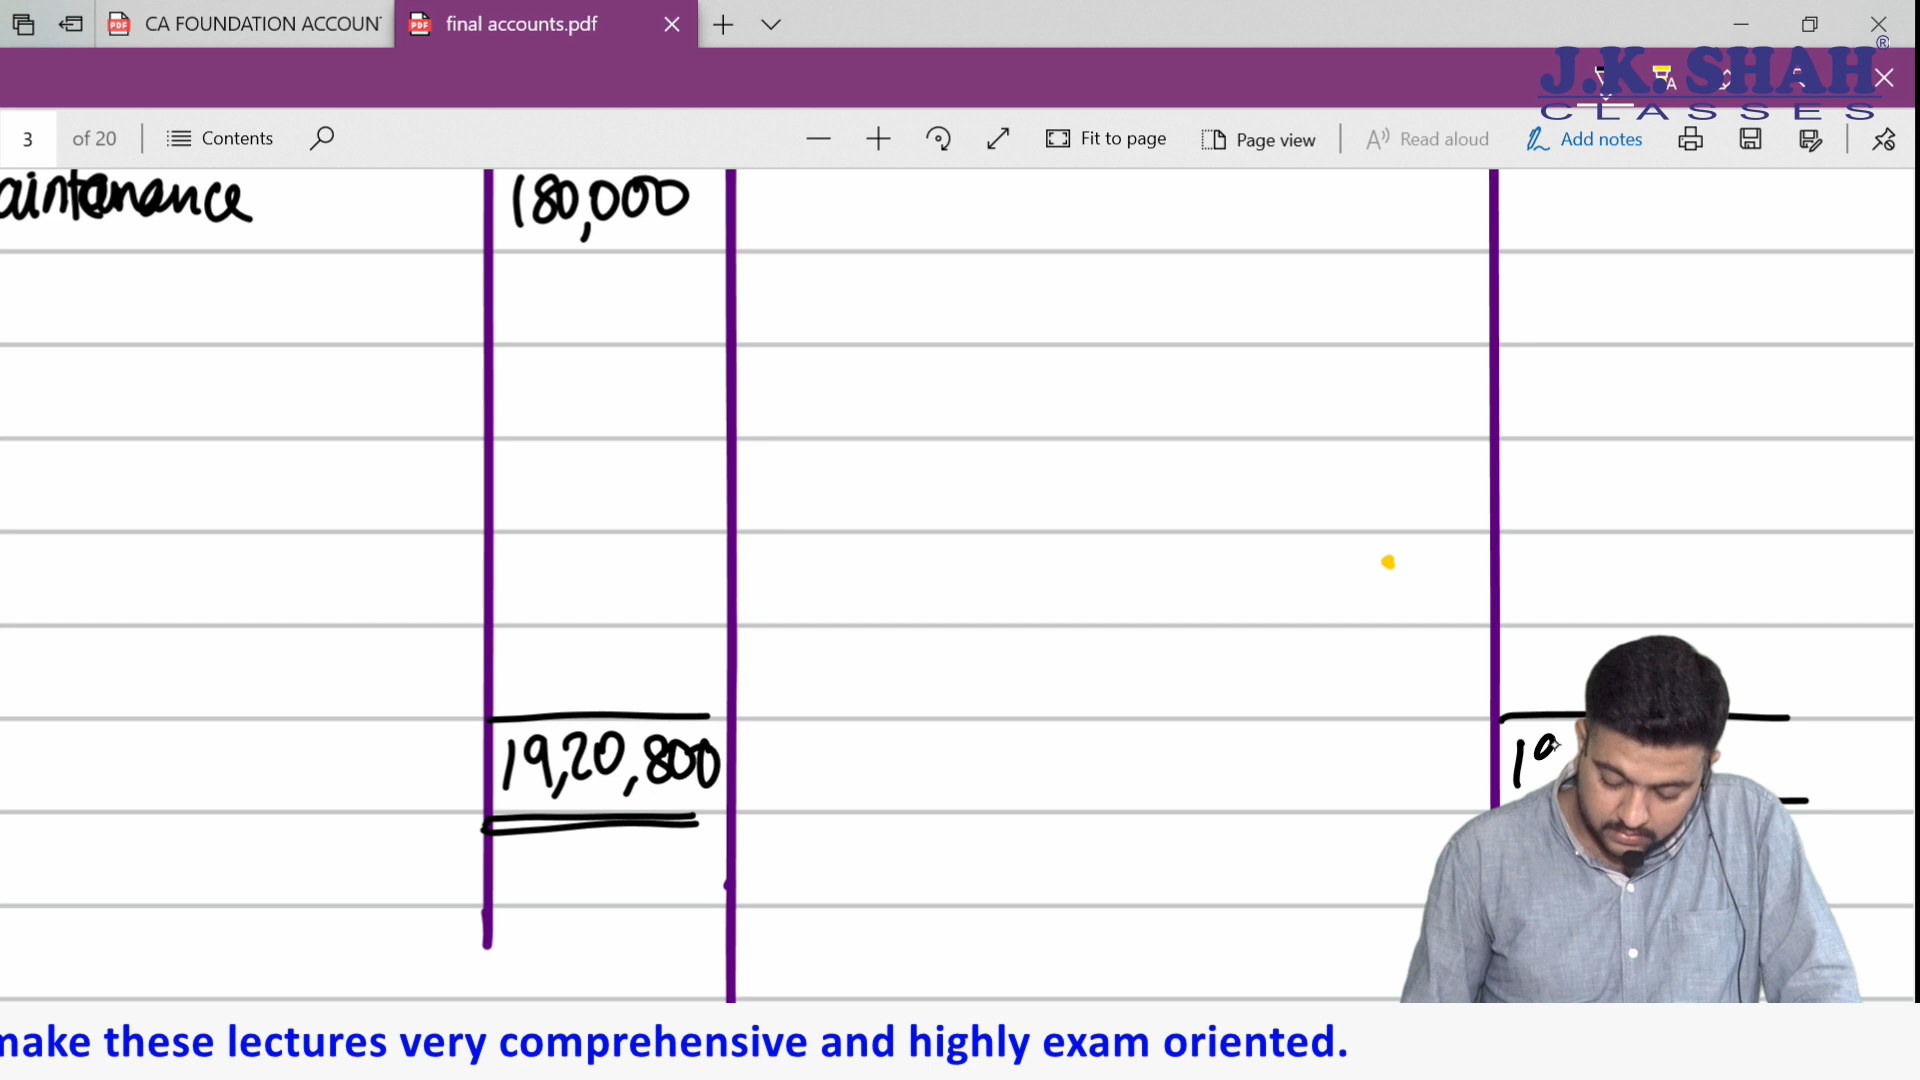 CA FOUNDATION ACCOUN
final accounts.pdf
J.K. SHAH®
CLASSES
3 of 20 Contents Fit to page Page view Read aloud Add notes
aintenance 180,000
19,20,800 19
make these lectures very comprehensive and highly exam oriented.